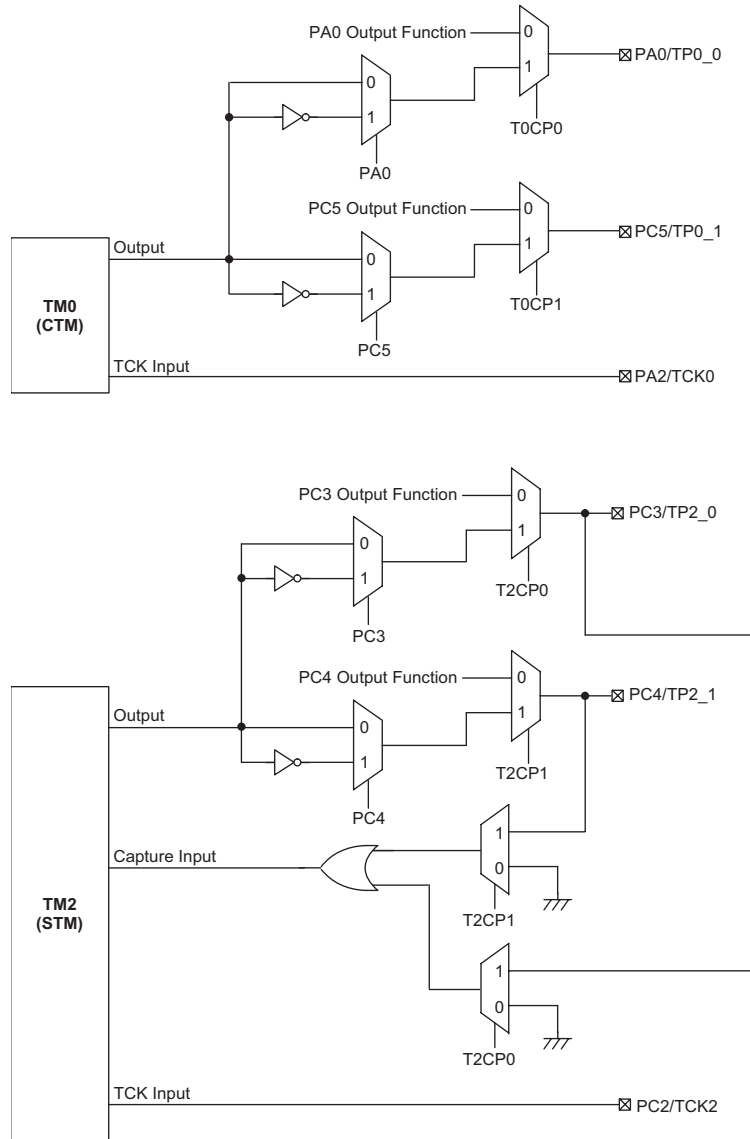 PA0 Output Function
0
1
PA0/TP0_0
0
1
T0CP0
PA0
PC5 Output Function
0
1
PC5/TP0_1
Output
0
1
T0CP1
TM0
(CTM)
PC5
TCK Input
PA2/TCK0
PC3 Output Function
0
1
PC3/TP2_0
0
1
T2CP0
PC3
PC4 Output Function
0
1
PC4/TP2_1
Output
0
1
T2CP1
PC4
1
0
Capture Input
T2CP1
TM2
(STM)
1
0
T2CP0
TCK Input
PC2/TCK2